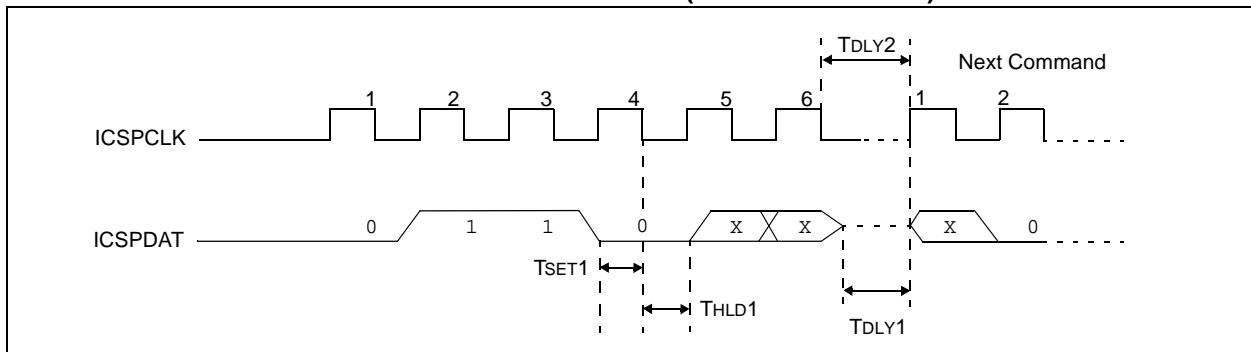 TDLY2
Next Command
1 2 3 4 5 6 1 2
ICSPCLK
ICSPDAT
0 1 1 0 x x x 0
TSET1
THLD1
TDLY1